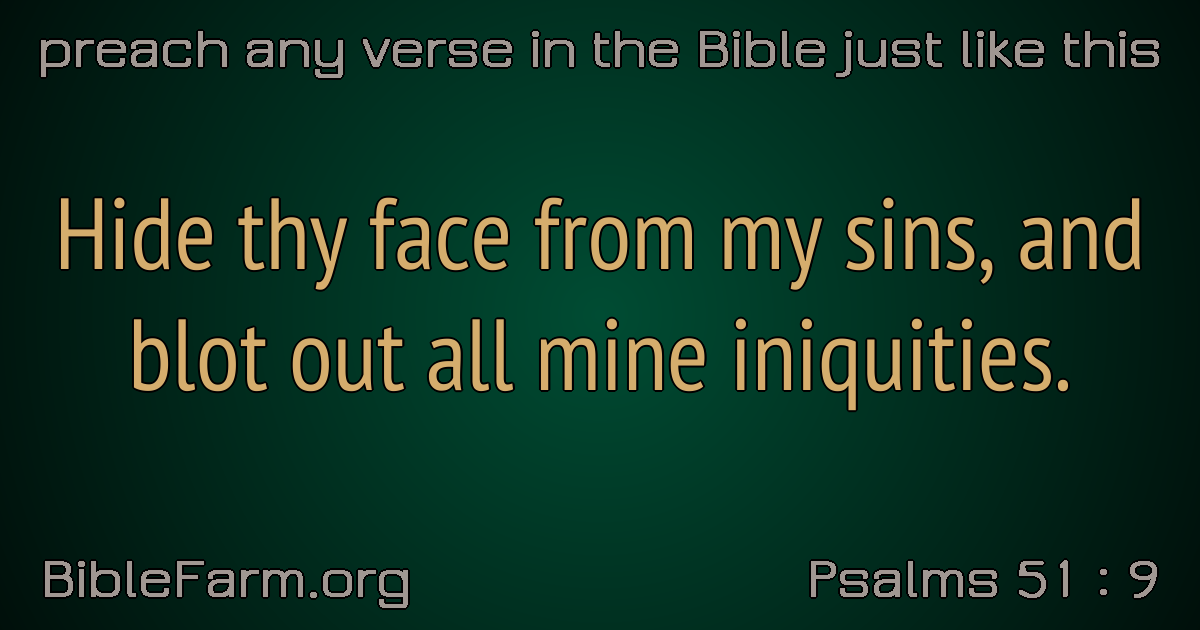 preach any verse in the Bible just like this
Hide thy face from my sins, and
blot out all mine iniquities.
BibleFarm.org
Psalms 51 : 9